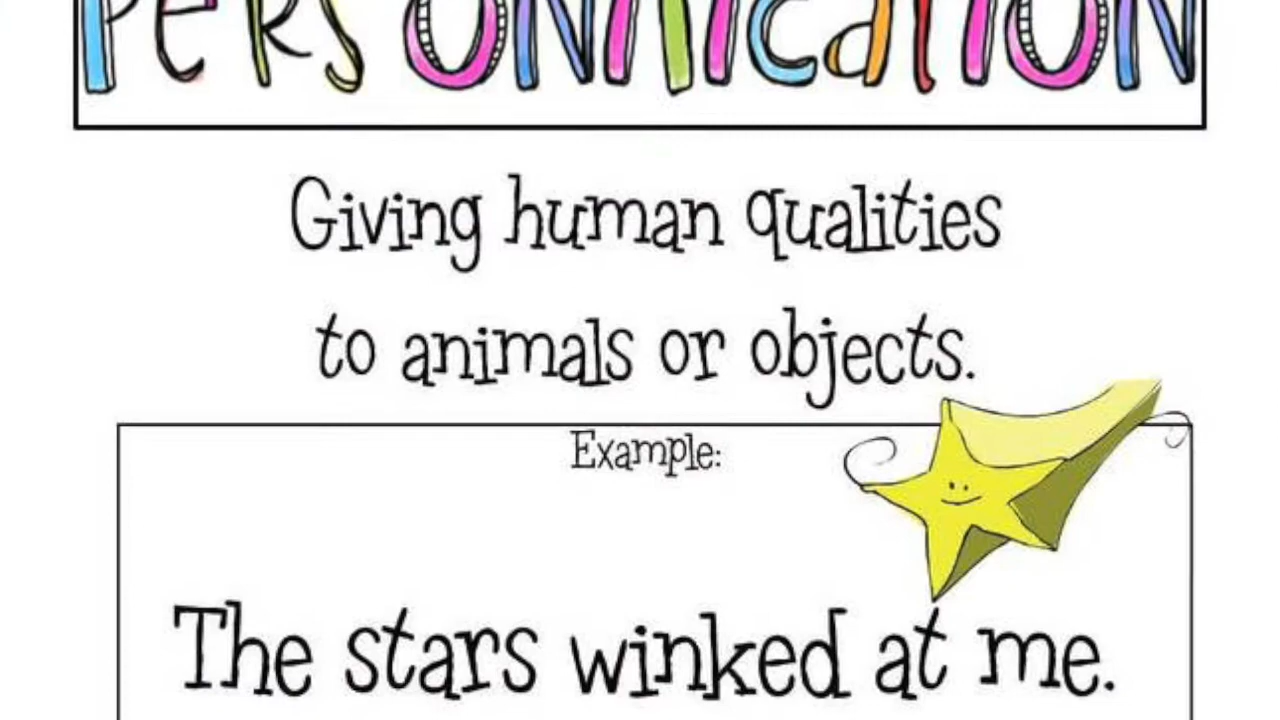 PeRsONificatiON
Giving human qualities
to animals or objects.
Example:
The stars winked at me.